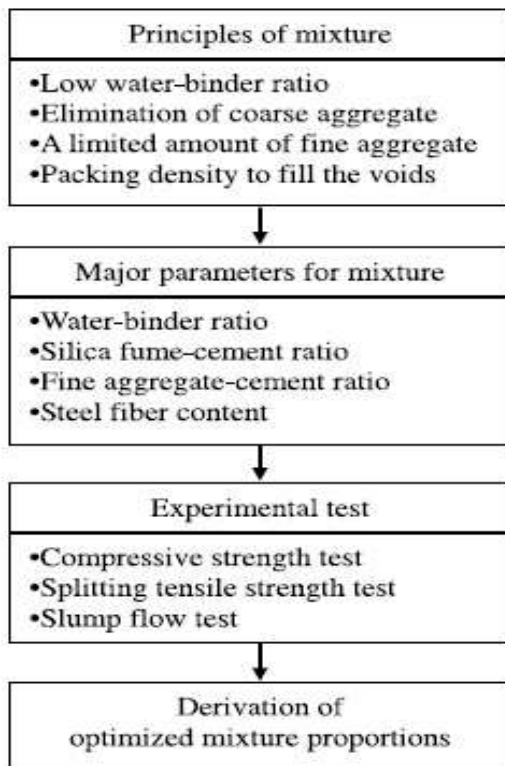 Principles of mixture
•Low water-binder ratio
•Elimination of coarse aggregate
•A limited amount of fine aggregate
•Packing density to fill the voids
Major parameters for mixture
•Water-binder ratio
•Silica fume-cement ratio
•Fine aggregate-cement ratio
•Steel fiber content
Experimental test
•Compressive strength test
•Splitting tensile strength test
•Slump flow test
Derivation of
optimized mixture proportions